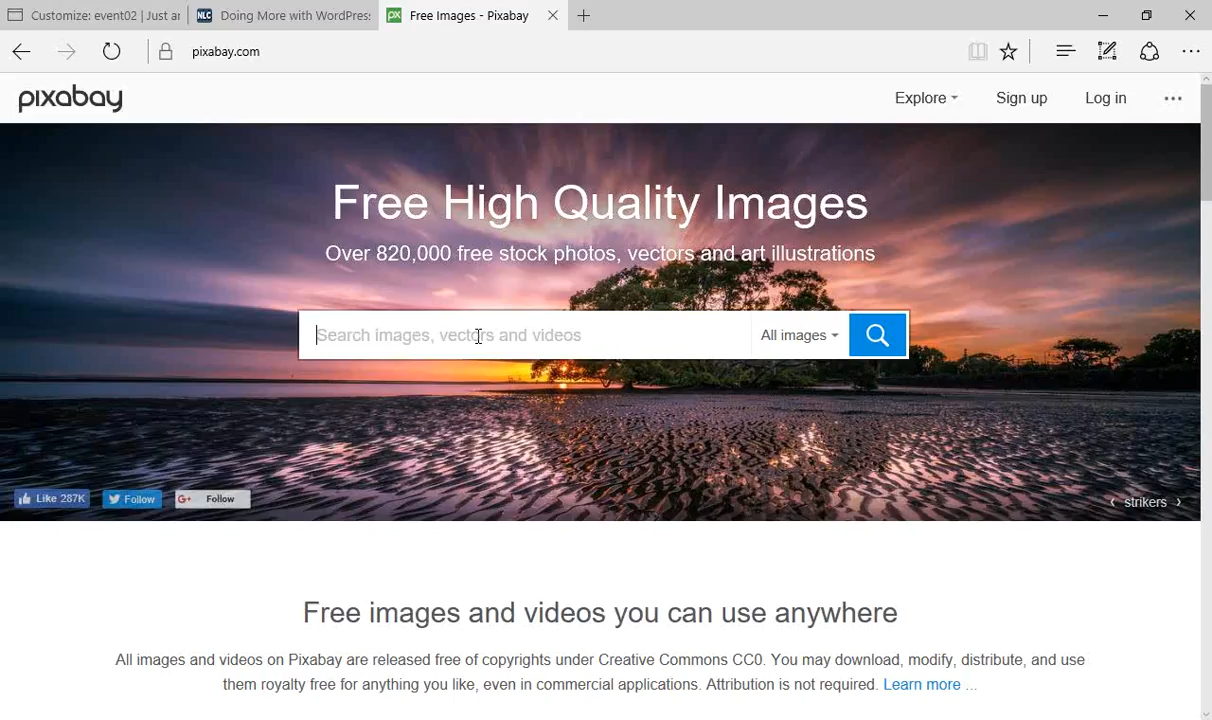 Customize: event02 | Just ar
NLC
Doing More with WordPres:
px
Free Images - Pixabay
pixabay.com
pixabay
Explore
Sign up
Log in
Free High Quality Images
Over 820,000 free stock photos, vectors and art illustrations
Search images, vectors and videos
All images
Like 287K
Follow
G+ Follow
‹ strikers ›
Free images and videos you can use anywhere
All images and videos on Pixabay are released free of copyrights under Creative Commons CC0. You may download, modify, distribute, and use
them royalty free for anything you like, even in commercial applications. Attribution is not required. Learn more ...